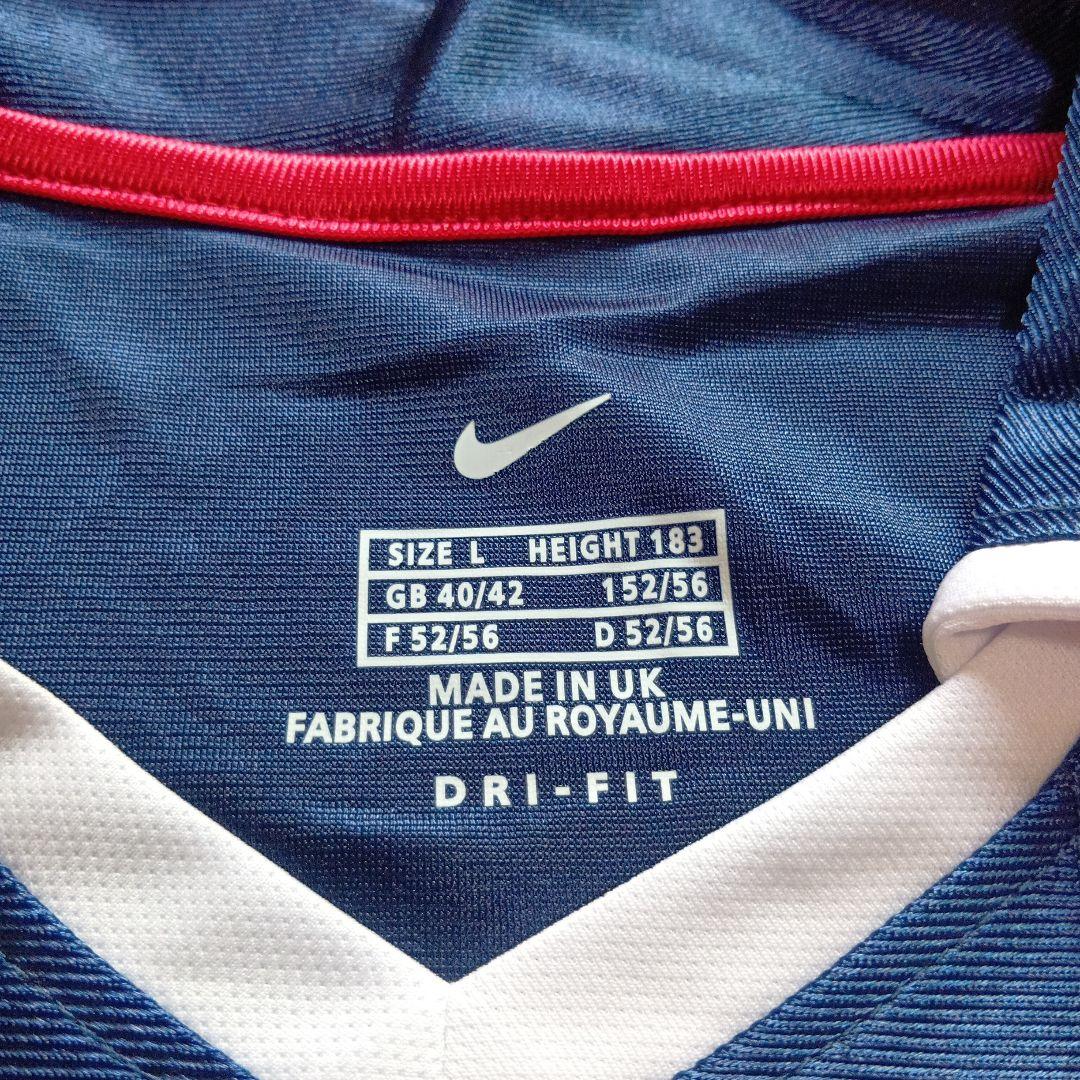 SIZE L HEIGHT 183
GB 40/42 152/56
F 52/56 D 52/56
MADE IN UK
FABRIQUE AU ROYAUME-UNI
DRI-FIT